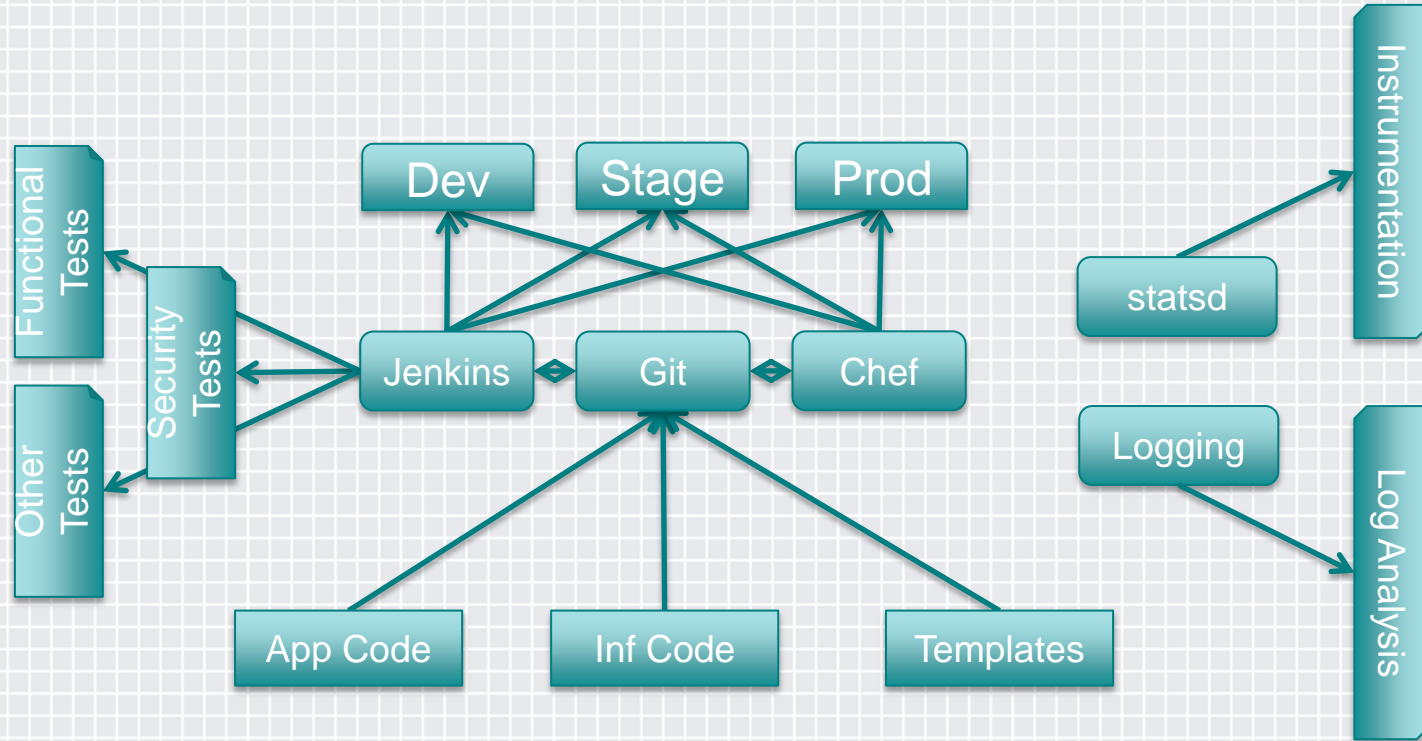 Instrumentation
Dev
Stage
Prod
Functional
Tests
Security
Tests
statsd
Jenkins
Git
Chef
Other
Tests
Logging
Log Analysis
App Code
Inf Code
Templates